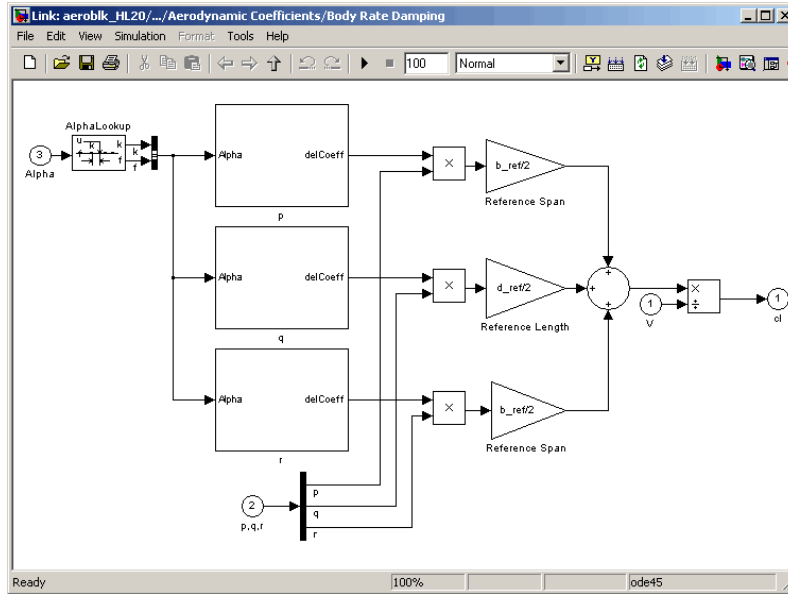 Link: aeroblk_HL20/.../Aerodynamic Coefficients/Body Rate Damping
File Edit View Simulation Format Tools Help
100 Normal
AlphaLookup
u k k
f f
k
f
3
Alpha
Alpha delCoeff
p
×
b_ref/2
Reference Span
Alpha delCoeff
q
×
d_ref/2
Reference Length
+
+
+
1
V
×
÷
1
cl
Alpha delCoeff
r
×
b_ref/2
Reference Span
2
p,q,r
p
q
r
Ready 100% ode45